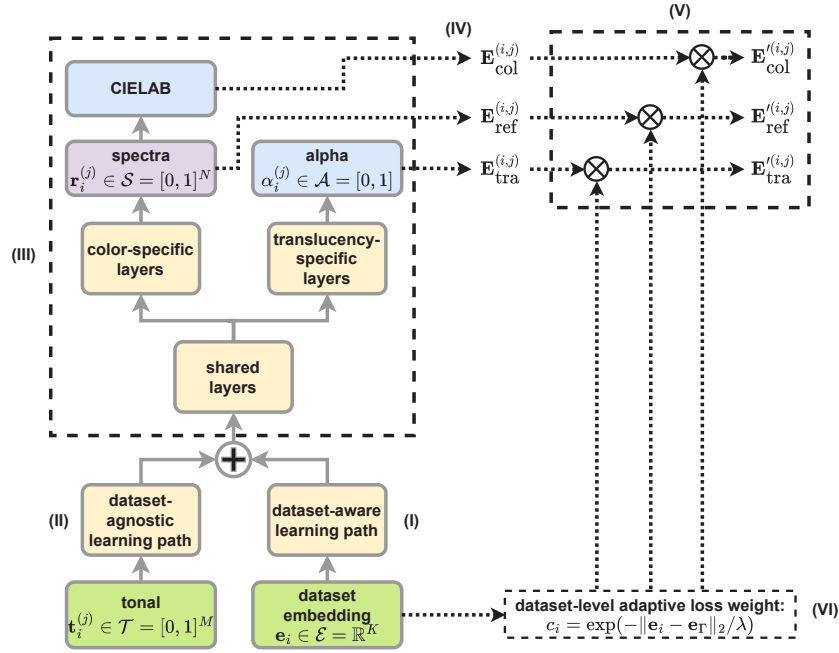 (IV)
(V)
CIELAB
E_col^(i,j)
E'_col^(i,j)
E_ref^(i,j)
E'_ref^(i,j)
spectra
r_i^(j) ∈ S = [0, 1]^N
alpha
α_i^(j) ∈ A = [0, 1]
E_tra^(i,j)
E'_tra^(i,j)
(III)
color-specific
layers
translucency-
specific
layers
shared
layers
(II)
dataset-
agnostic
learning path
dataset-aware
learning path
(I)
tonal
t_i^(j) ∈ T = [0, 1]^M
dataset
embedding
e_i ∈ E = ℝ^K
dataset-level adaptive loss weight:
c_i = exp(−‖e_i − e_Γ‖_2/λ)
(VI)